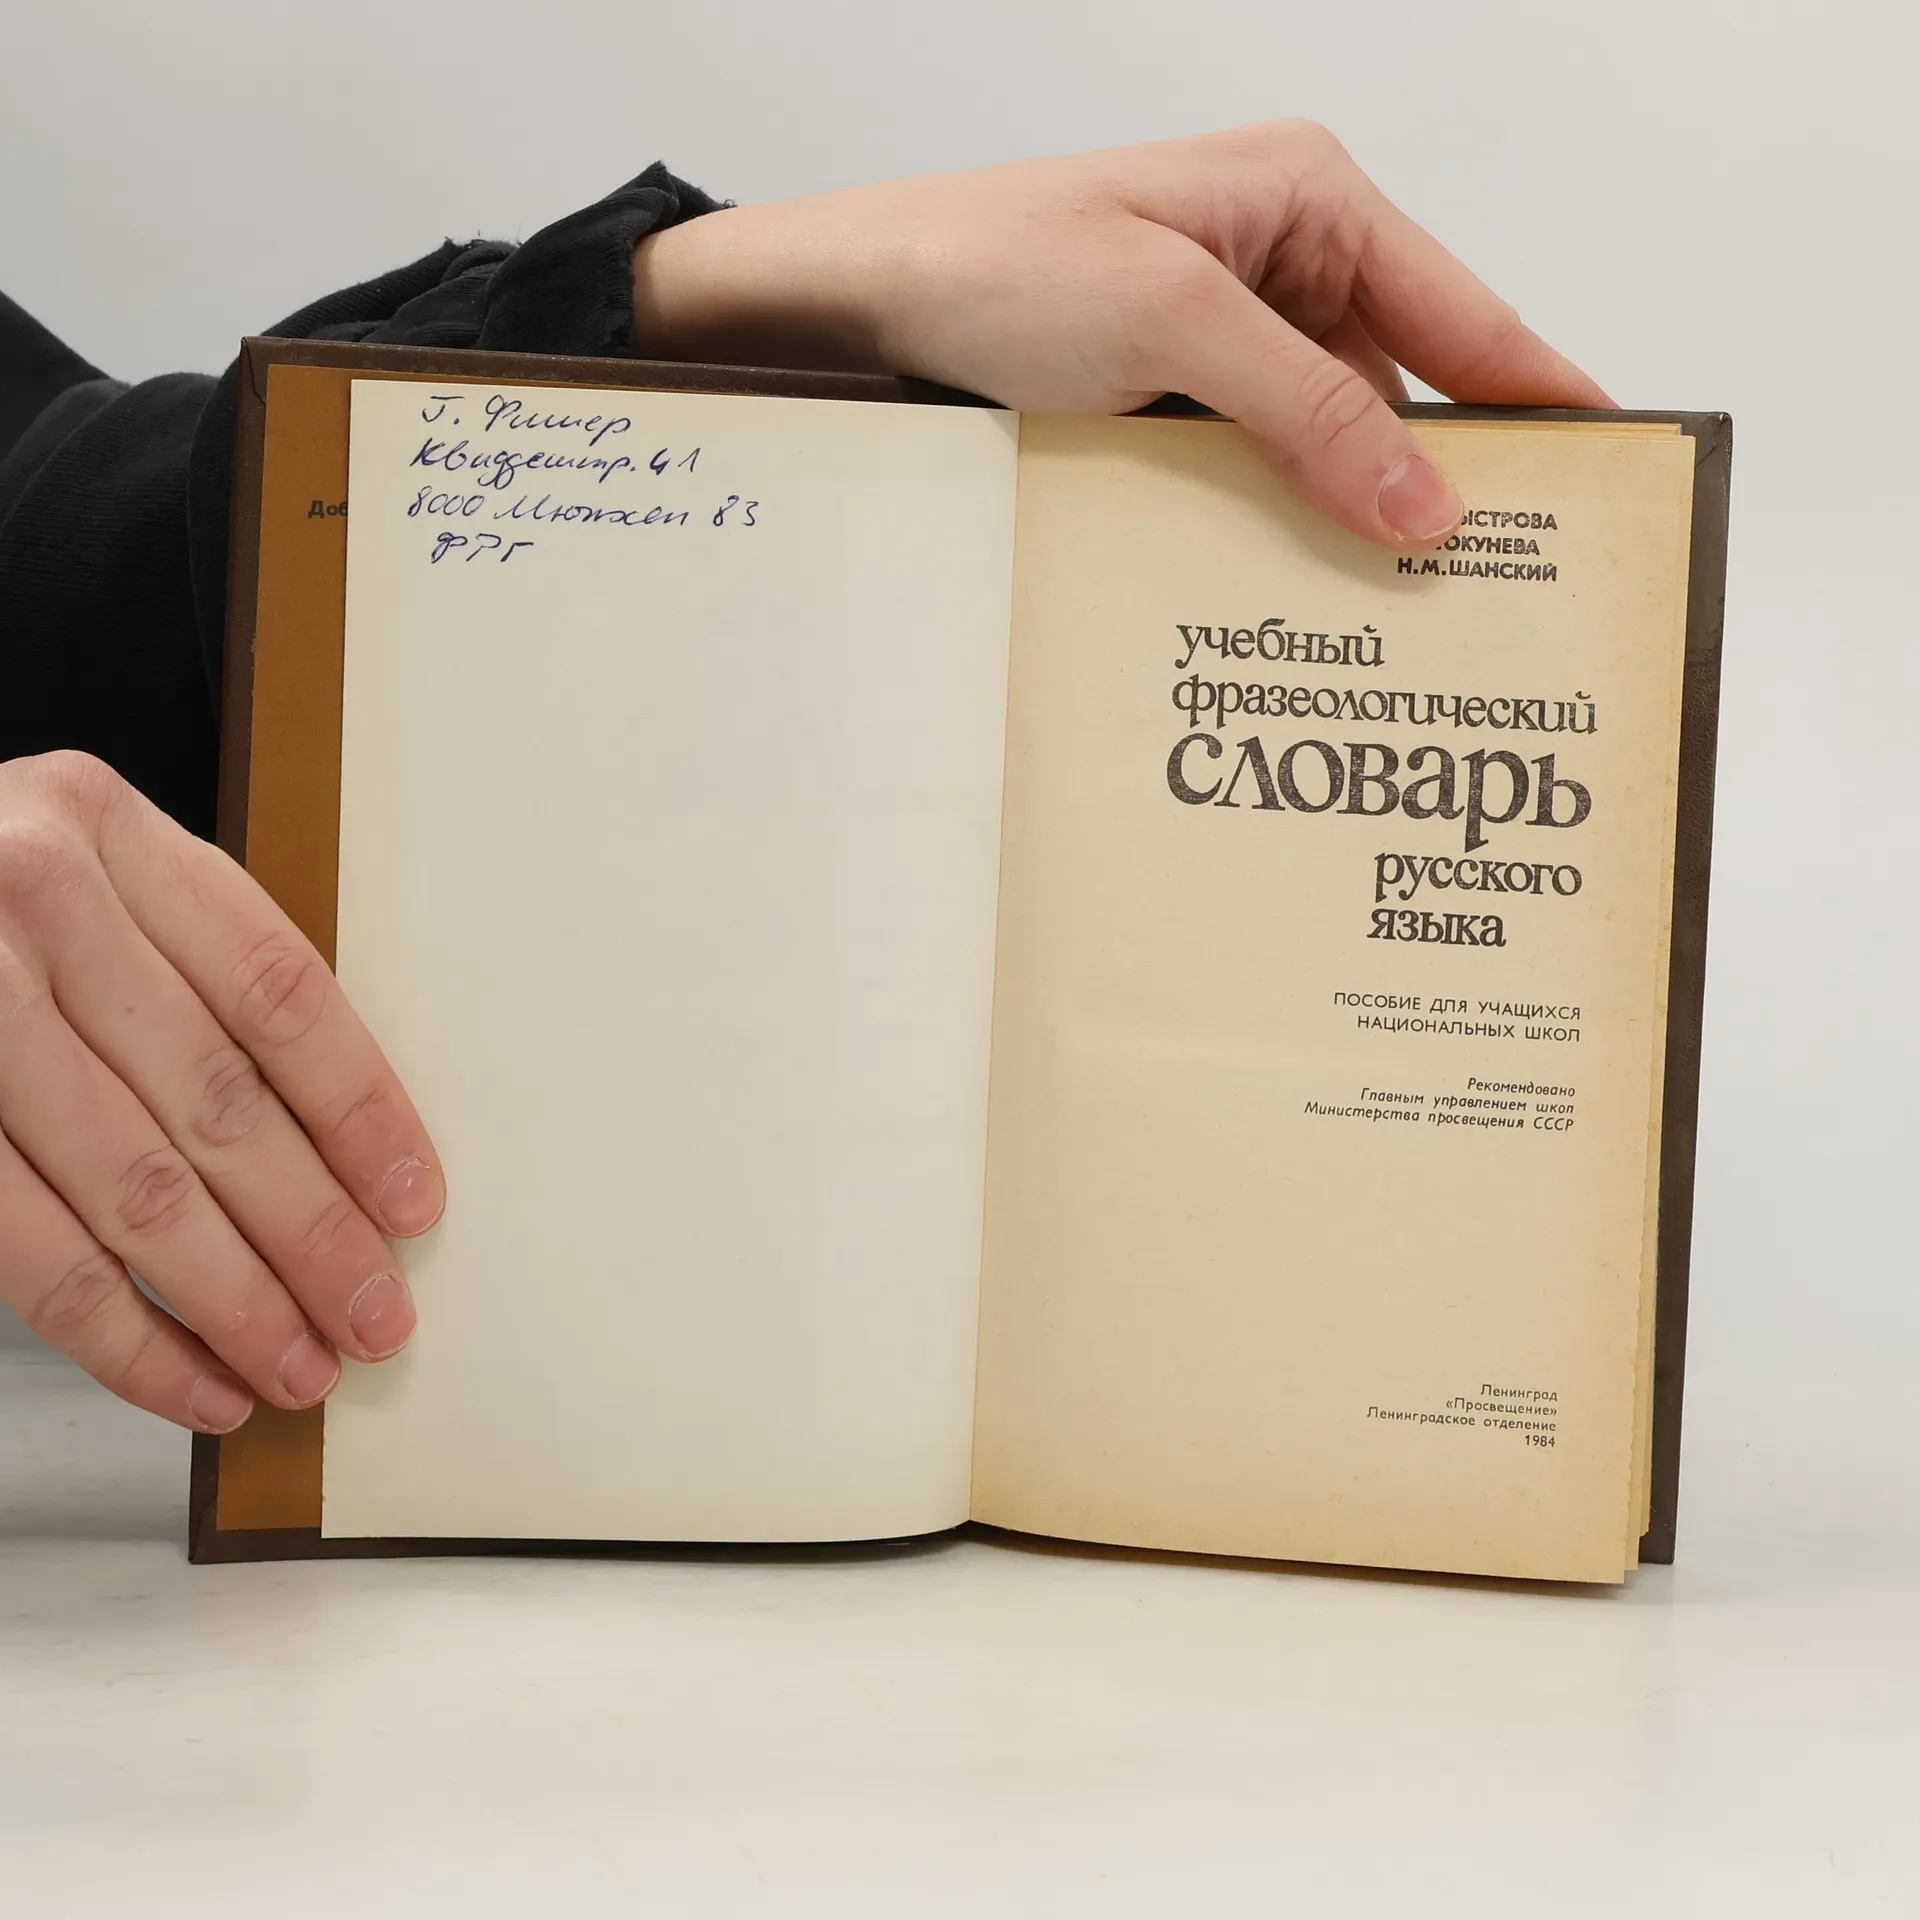 Г. Фишер
Квиддештр. 41
8000 Мюнхен 83
ФРГ
Доб
ЫСТРОВА
ОКУНЕВА
Н.М.ШАНСКИЙ
учебный
фразеологический
словарь
русского
языка
ПОСОБИЕ ДЛЯ УЧАЩИХСЯ
НАЦИОНАЛЬНЫХ ШКОЛ
Рекомендовано
Главным управлением школ
Министерства просвещения СССР
Ленинград
«Просвещение»
Ленинградское отделение
1984